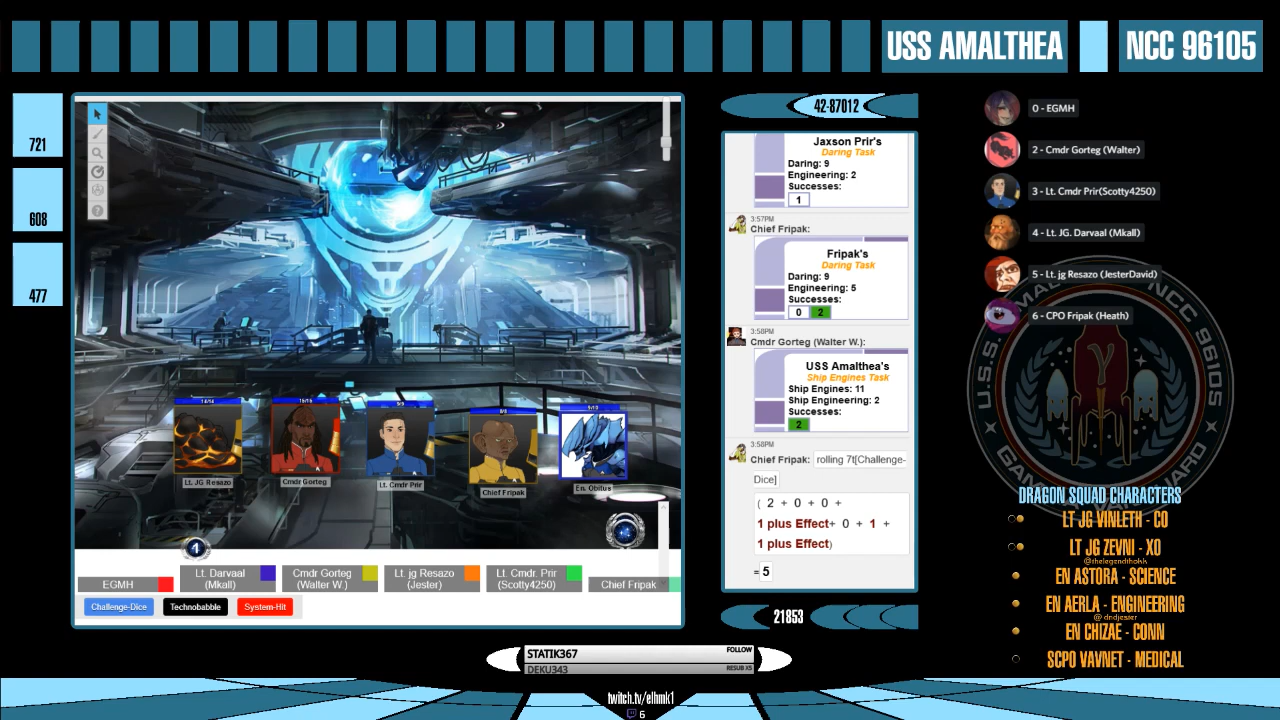 USS AMALTHEA
NCC 96105
721
608
477
42-87012
Jaxson Prir's
Daring Task
Daring: 9
Engineering: 2
Successes:
1
3:57PM
Chief Fripak:
Fripak's
Daring Task
Daring: 9
Engineering: 5
Successes:
0 2
3:58PM
Cmdr Gorteg (Walter W.):
USS Amalthea's
Ship Engines Task
Ship Engines: 11
Ship Engineering: 2
Successes:
2
3:58PM
Chief Fripak: rolling 7t[Challenge-
Dice]
( 2 + 0 + 0 +
1 plus Effect+ 0 + 1 +
1 plus Effect)
=5
21853
0 - EGMH
2 - Cmdr Gorteg (Walter)
3 - Lt. Cmdr Prir(Scotty4250)
4 - Lt. JG. Darvaal (Mkall)
5 - Lt. jg Resazo (JesterDavid)
6 - CPO Fripak (Heath)
DRAGON SQUAD CHARACTERS
LT JG VINLETH - CO
LT JG ZEVNI - XO
@thelegendthokk
EN ASTORA - SCIENCE
EN AERLA - ENGINEERING
@dndjester
EN CHIZAE - CONN
SCPO VAVNET - MEDICAL
Lt. JG Resazo
Cmdr Gorteg
Lt. Cmdr Prir
Chief Fripak
En. Obitus
4
EGMH
Lt. Darvaal
(Mkall)
Cmdr Gorteg
(Walter W.)
Lt. jg Resazo
(Jester)
Lt. Cmdr. Prir
(Scotty4250)
Chief Fripak
Challenge-Dice
Technobabble
System-Hit
STATIK367
FOLLOW
DEKU343
RESUB X5
twitch.tv/elhmk1
6